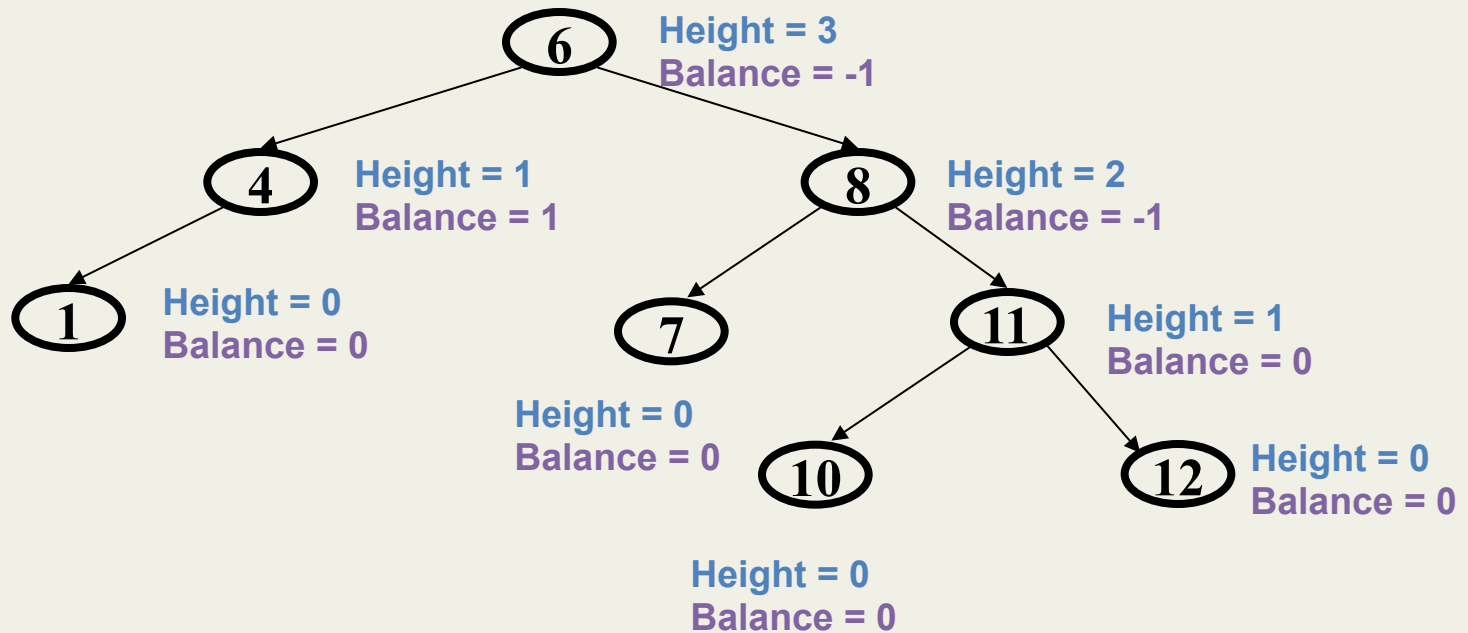 6
Height = 3
Balance = -1
4
Height = 1
Balance = 1
8
Height = 2
Balance = -1
1
Height = 0
Balance = 0
7
Height = 0
Balance = 0
11
Height = 1
Balance = 0
10
Height = 0
Balance = 0
12
Height = 0
Balance = 0